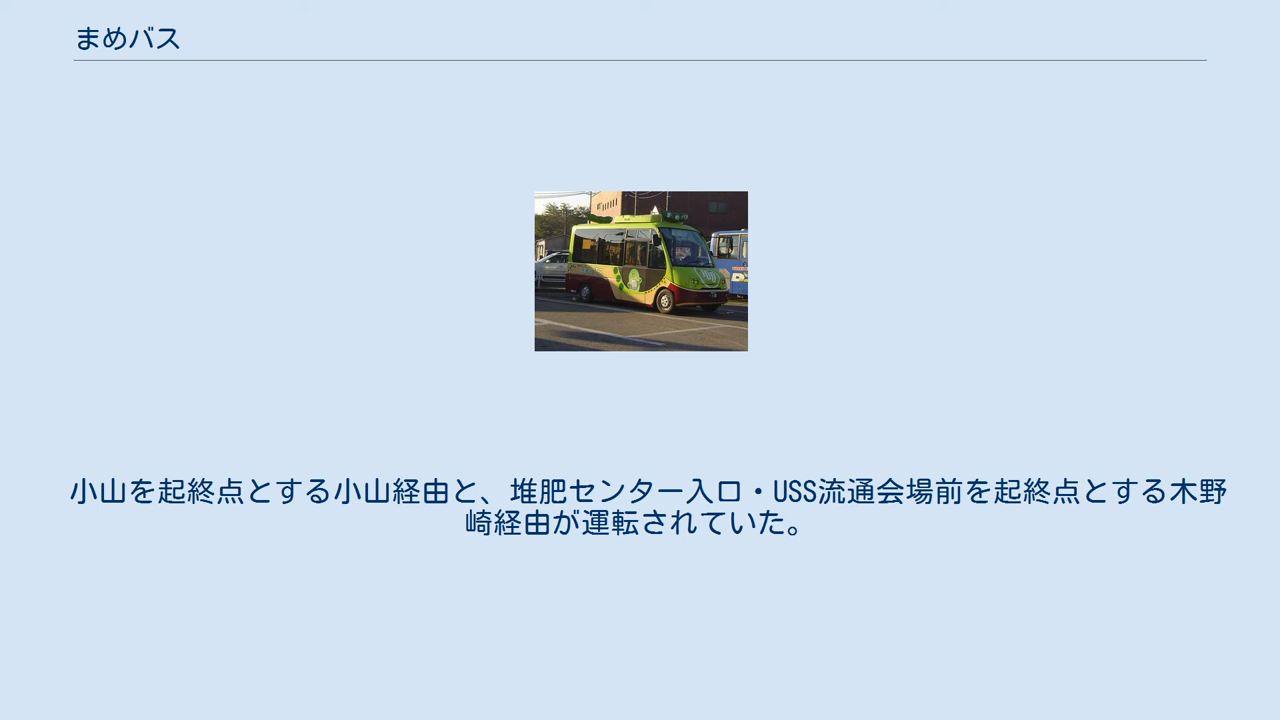 まめバス
小山を起終点とする小山経由と、堆肥センター入口・USS流通会場前を起終点とする木野
崎経由が運転されていた。